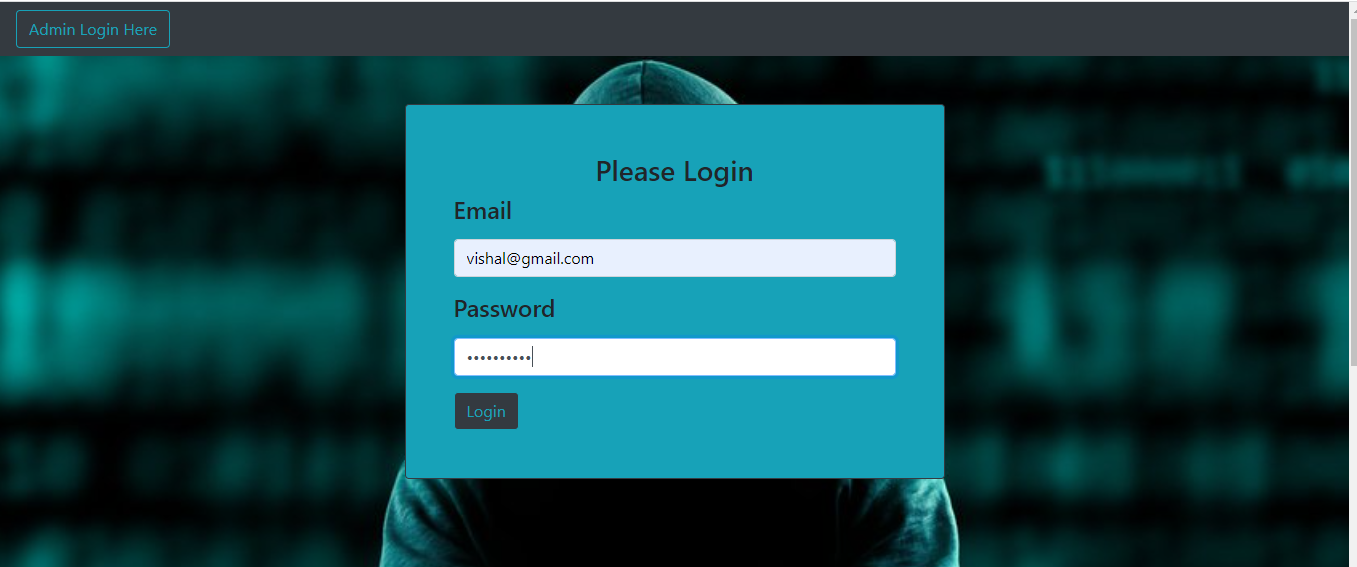 Admin Login Here
Please Login
Email
vishal@gmail.com
Password
••••••••••
Login